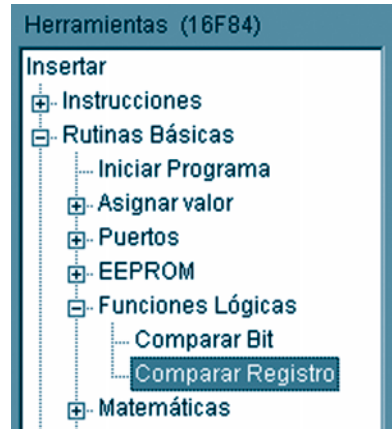 Herramientas (16F84)
Insertar
Instrucciones
Rutinas Básicas
Iniciar Programa
Asignar valor
Puertos
EEPROM
Funciones Lógicas
Comparar Bit
Comparar Registro
Matemáticas